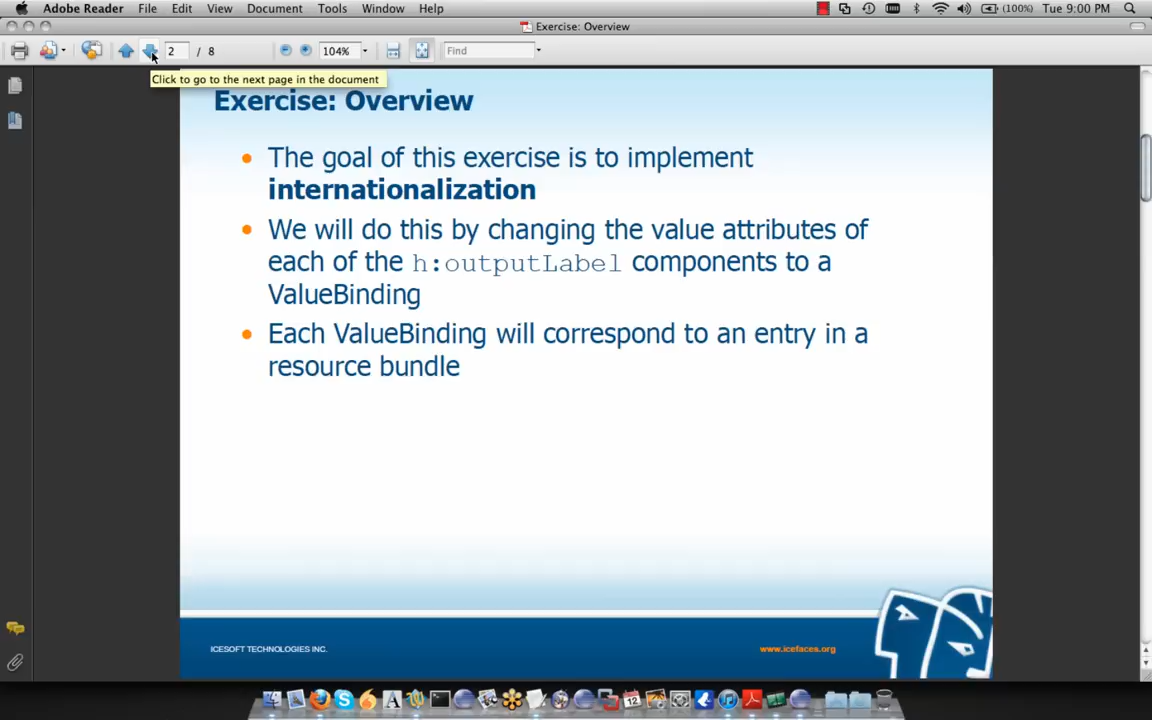 Adobe Reader File Edit View Document Tools Window Help (100%) Tue 9:00 PM
Exercise: Overview
2 / 8 104% Find
Click to go to the next page in the document
Exercise: Overview
The goal of this exercise is to implement
internationalization
We will do this by changing the value attributes of
each of the h:outputLabel components to a
ValueBinding
Each ValueBinding will correspond to an entry in a
resource bundle
ICESOFT TECHNOLOGIES INC. www.icefaces.org
12